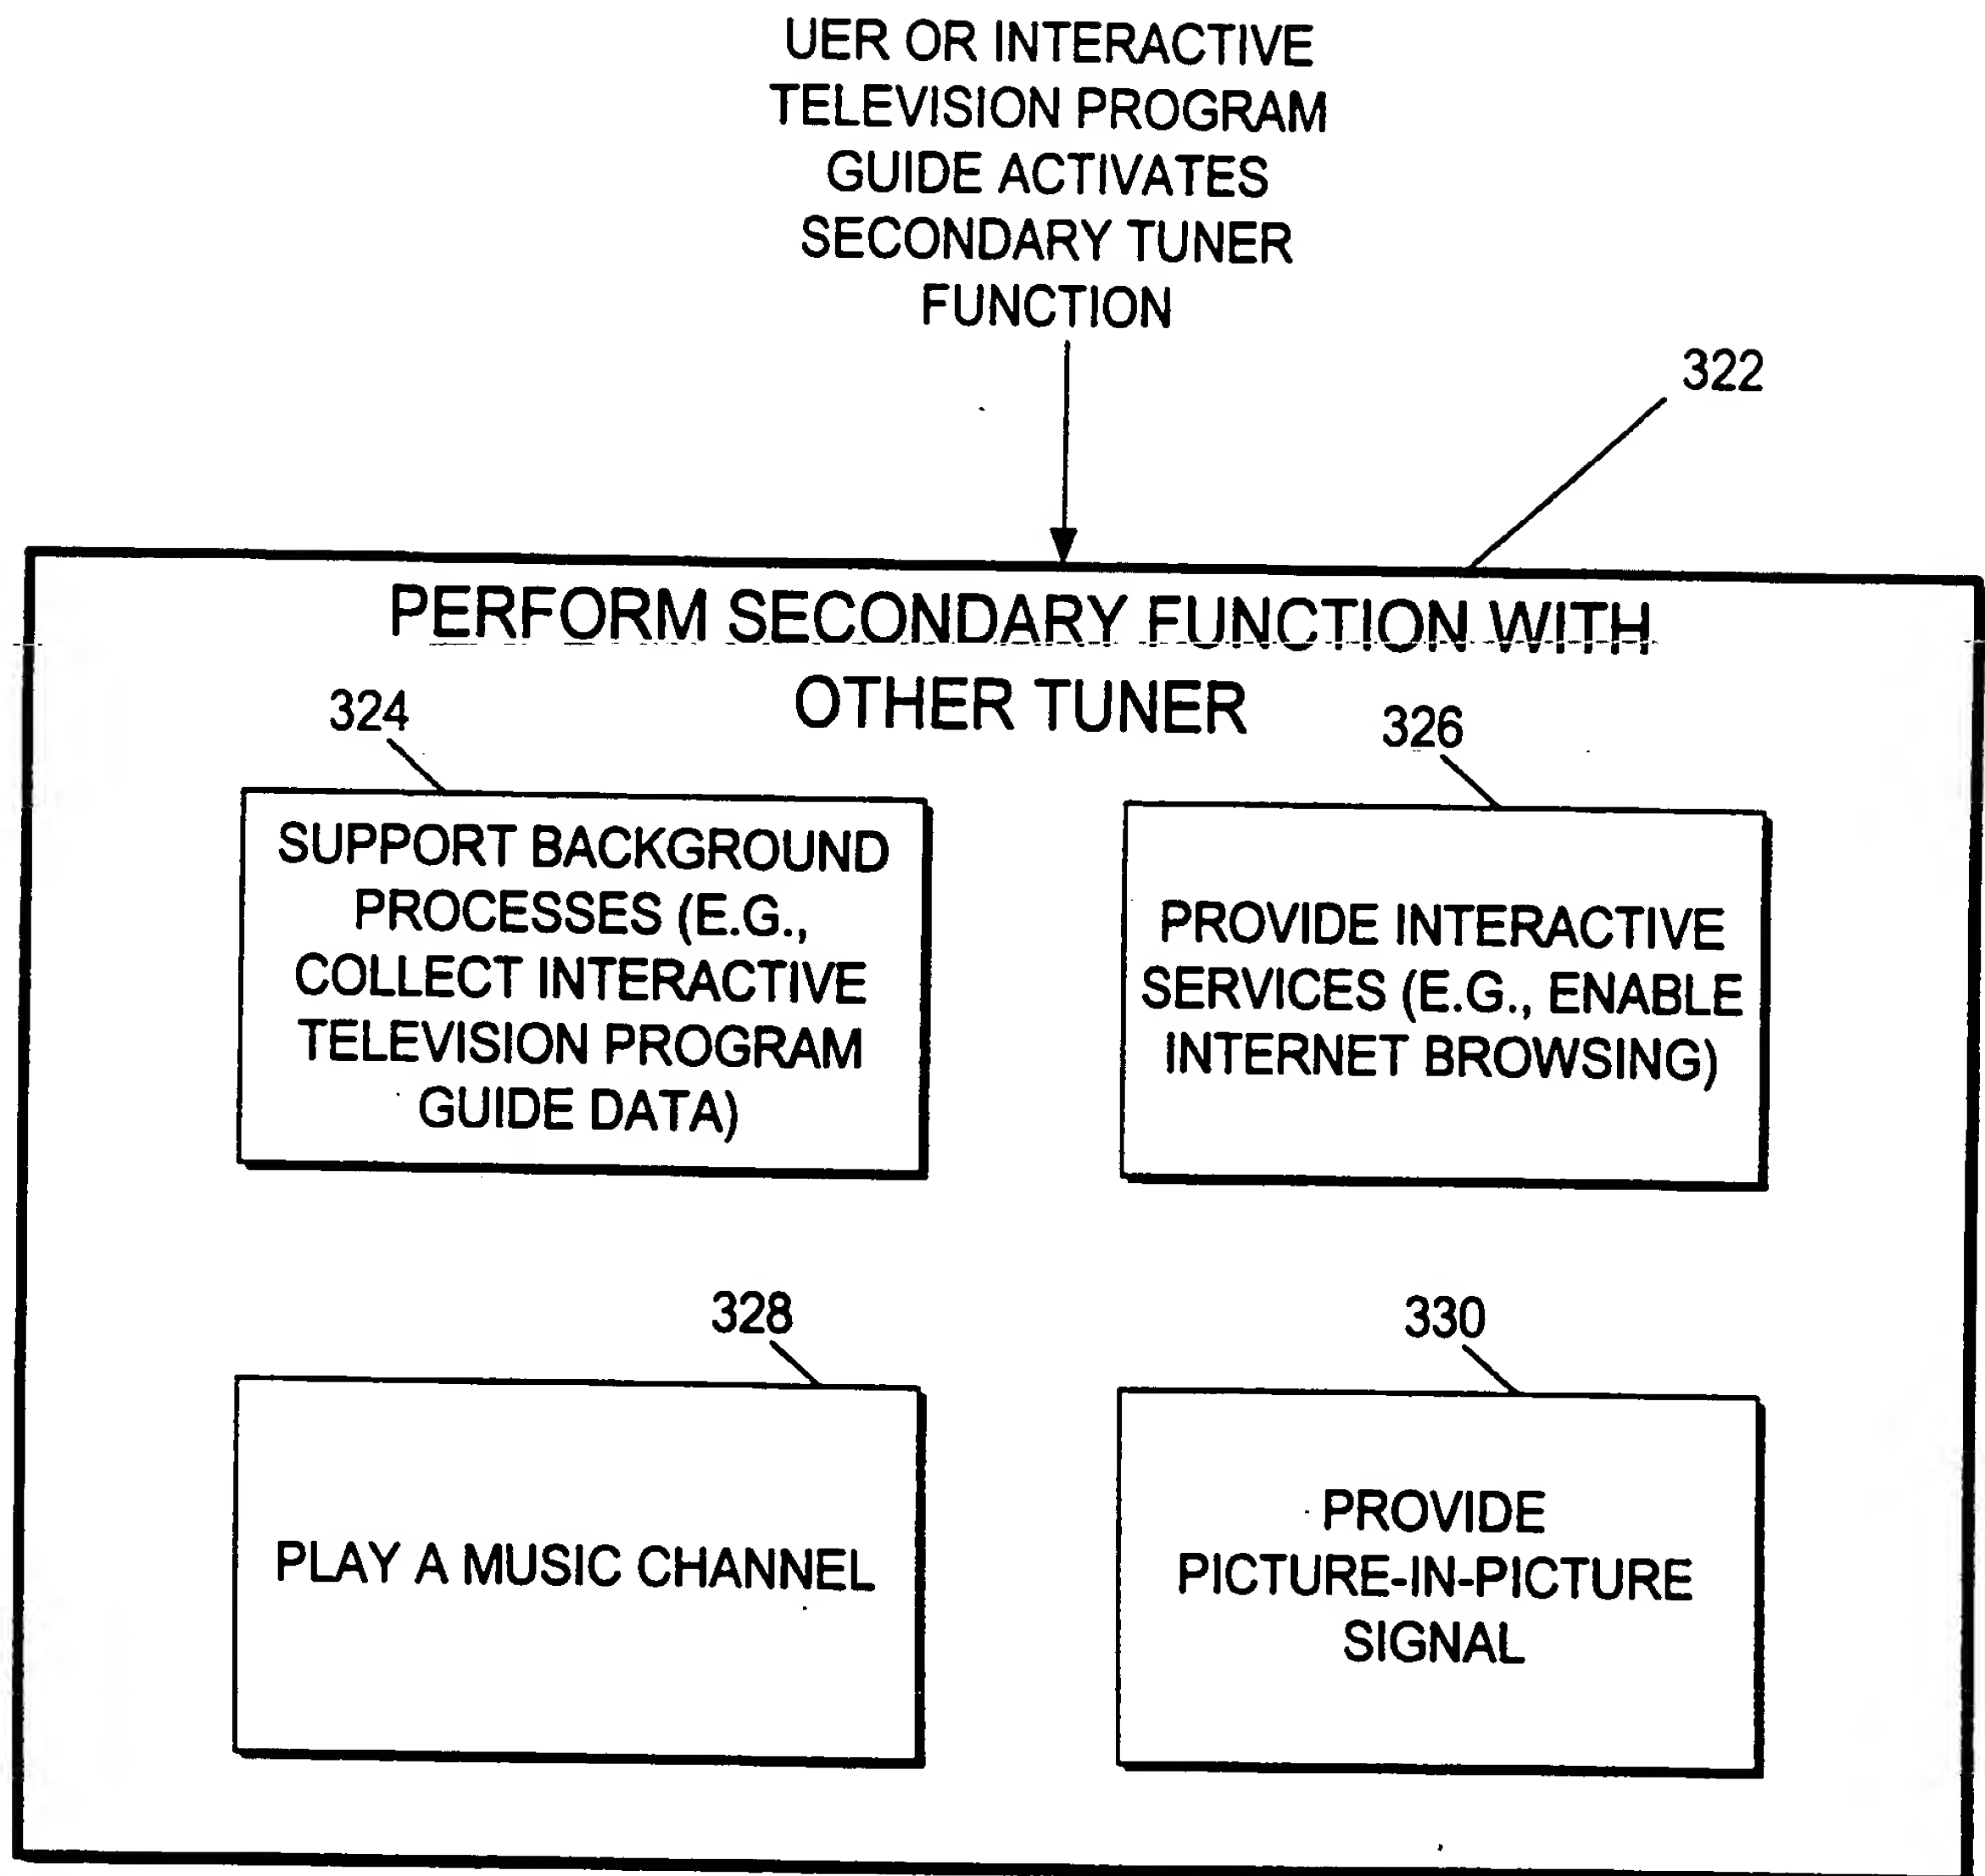 UER OR INTERACTIVE
TELEVISION PROGRAM
GUIDE ACTIVATES
SECONDARY TUNER
FUNCTION
322
PERFORM SECONDARY FUNCTION WITH
OTHER TUNER
324
326
SUPPORT BACKGROUND
PROCESSES (E.G.,
COLLECT INTERACTIVE
TELEVISION PROGRAM
GUIDE DATA)
PROVIDE INTERACTIVE
SERVICES (E.G., ENABLE
INTERNET BROWSING)
328
330
PLAY A MUSIC CHANNEL
PROVIDE
PICTURE-IN-PICTURE
SIGNAL